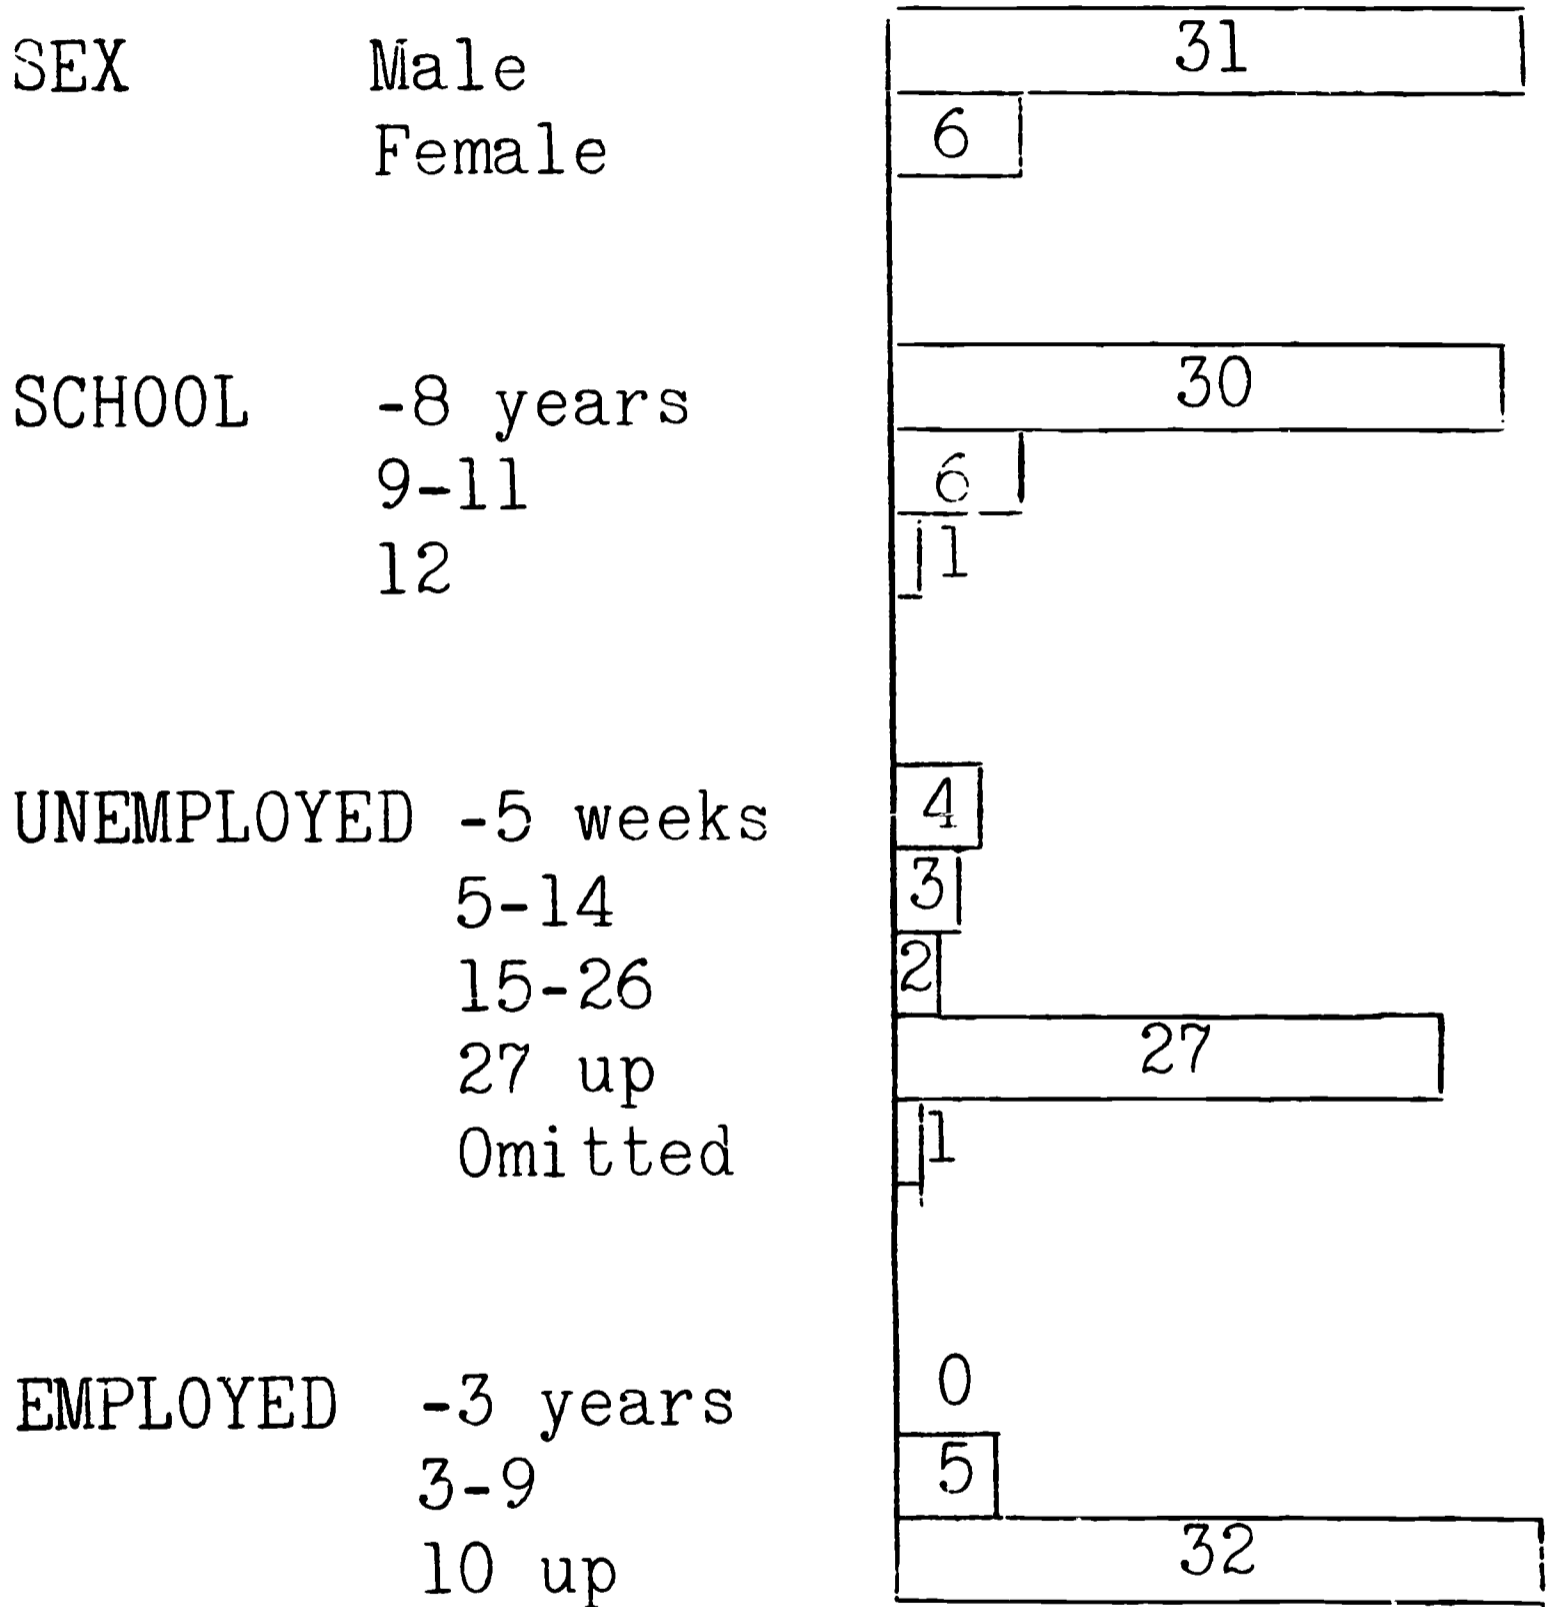 SEX Male 31
Female 6
SCHOOL -8 years 30
9-11 6
12 1
UNEMPLOYED -5 weeks 4
5-14 3
15-26 2
27 up 27
Omitted 1
EMPLOYED -3 years 0
3-9 5
10 up 32